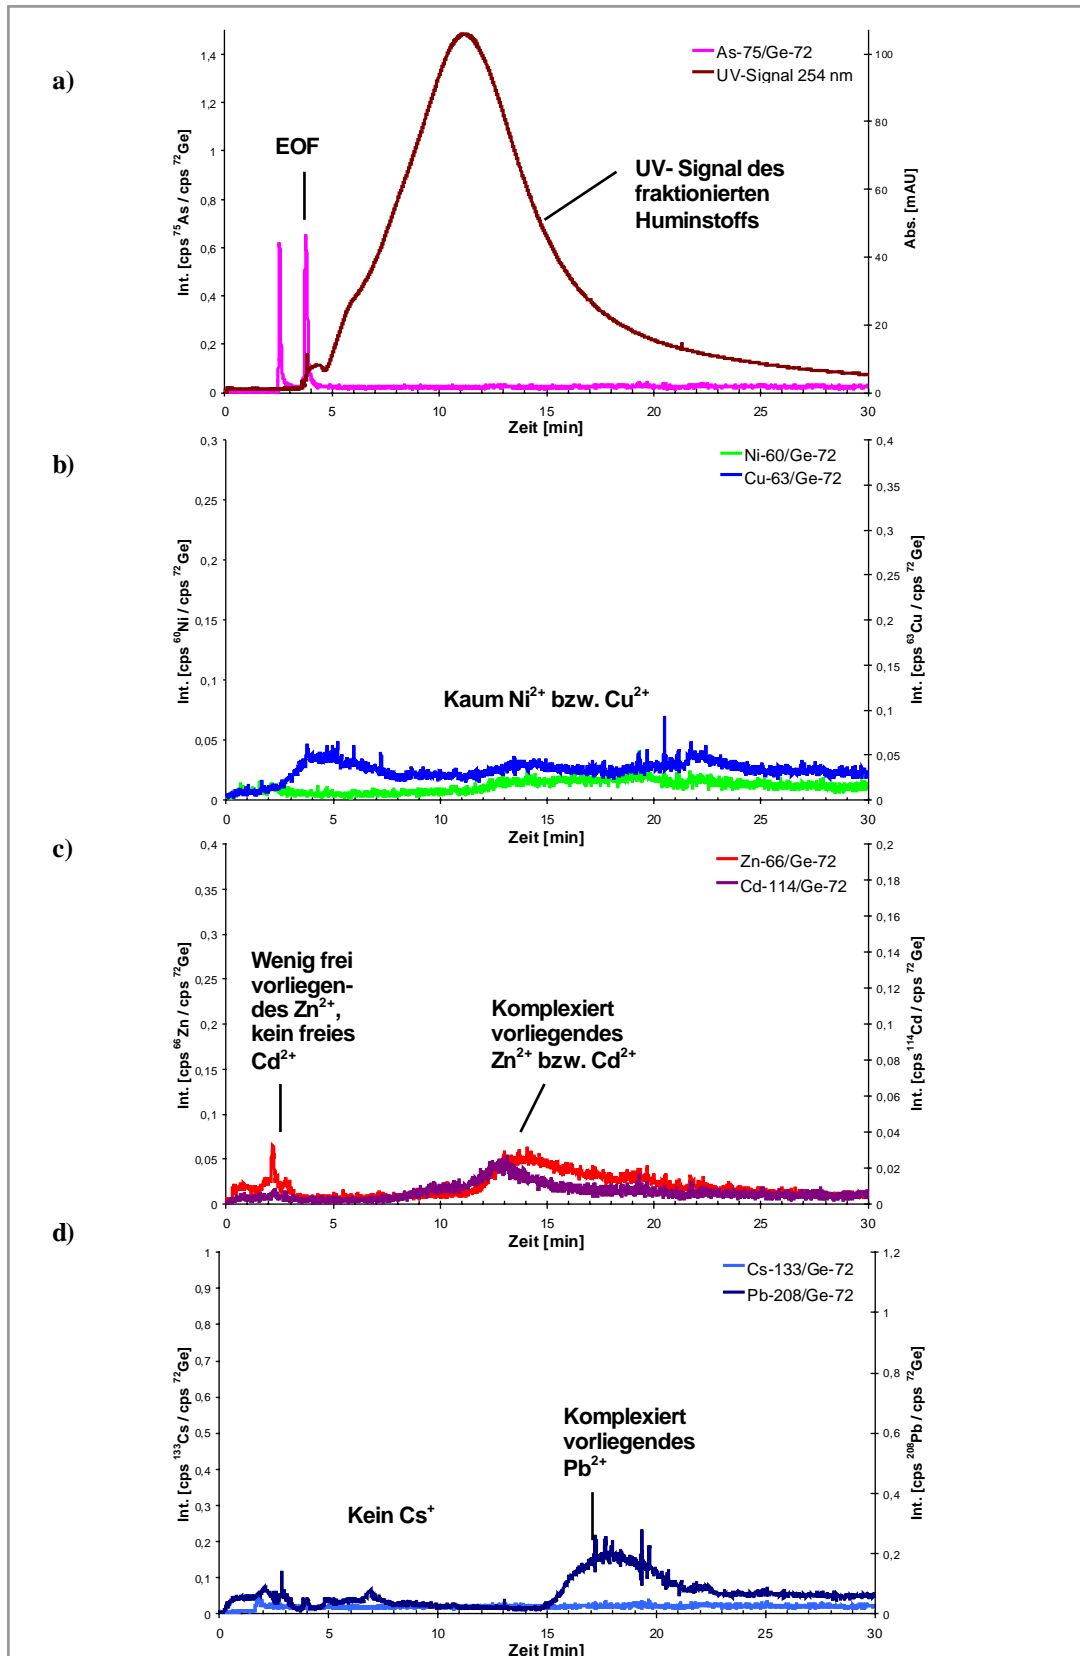 a)
As-75/Ge-72
UV-Signal 254 nm
EOF
UV- Signal des
fraktionierten
Huminstoffs
Int. [cps ⁷⁵As / cps ⁷²Ge]
1,4
1,2
1
0,8
0,6
0,4
0,2
0
Abs. [mAU]
100
80
60
40
20
0
0 5 10 15 20 25 30
Zeit [min]
b)
Ni-60/Ge-72
Cu-63/Ge-72
Kaum Ni²⁺ bzw. Cu²⁺
Int. [cps ⁶⁰Ni / cps ⁷²Ge]
0,3
0,25
0,2
0,15
0,1
0,05
0
Int. [cps ⁶³Cu / cps ⁷²Ge]
0,4
0,35
0,3
0,25
0,2
0,15
0,1
0,05
0
0 5 10 15 20 25 30
Zeit [min]
c)
Zn-66/Ge-72
Cd-114/Ge-72
Wenig frei
vorliegen-
des Zn²⁺,
kein freies
Cd²⁺
Komplexiert
vorliegendes
Zn²⁺ bzw. Cd²⁺
Int. [cps ⁶⁶Zn / cps ⁷²Ge]
0,4
0,35
0,3
0,25
0,2
0,15
0,1
0,05
0
Int. [cps ¹¹⁴Cd / cps ⁷²Ge]
0,2
0,18
0,16
0,14
0,12
0,1
0,08
0,06
0,04
0,02
0
0 5 10 15 20 25 30
Zeit [min]
d)
Cs-133/Ge-72
Pb-208/Ge-72
Komplexiert
vorliegendes
Pb²⁺
Kein Cs⁺
Int. [cps ¹³³Cs / cps ⁷²Ge]
1
0,9
0,8
0,7
0,6
0,5
0,4
0,3
0,2
0,1
0
Int. [cps ²⁰⁸Pb / cps ⁷²Ge]
1,2
1
0,8
0,6
0,4
0,2
0
0 5 10 15 20 25 30
Zeit [min]